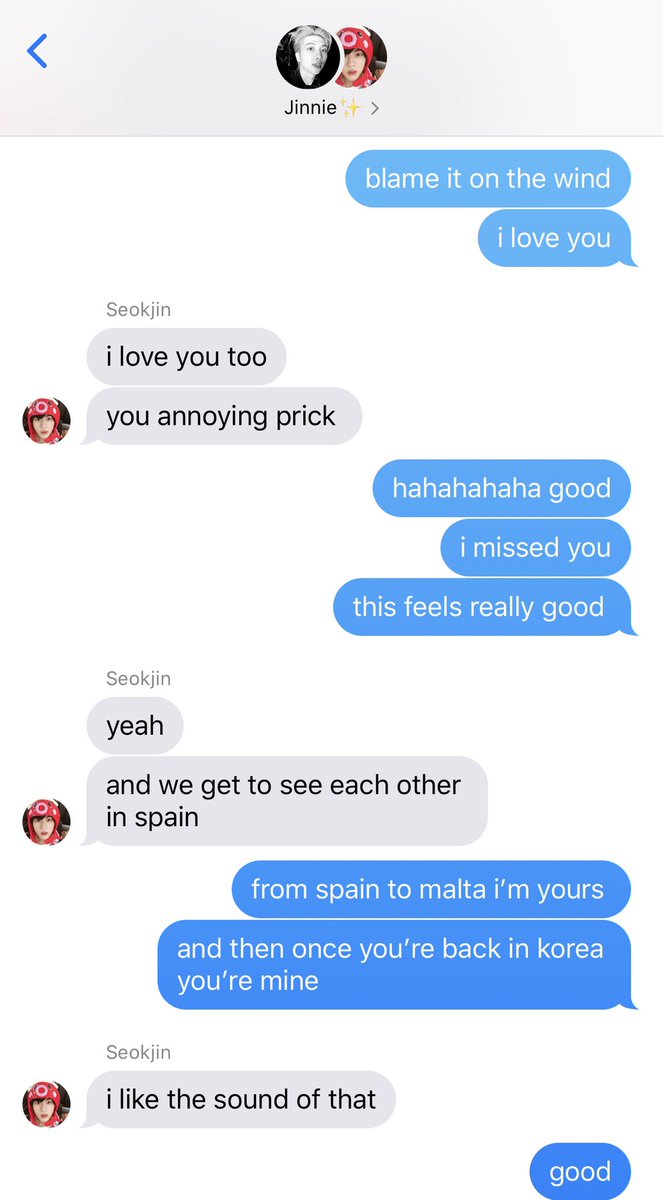 Jinnie✨
blame it on the wind
i love you
Seokjin
i love you too
you annoying prick
hahahahaha good
i missed you
this feels really good
Seokjin
yeah
and we get to see each other
in spain
from spain to malta i’m yours
and then once you’re back in korea
you’re mine
Seokjin
i like the sound of that
good